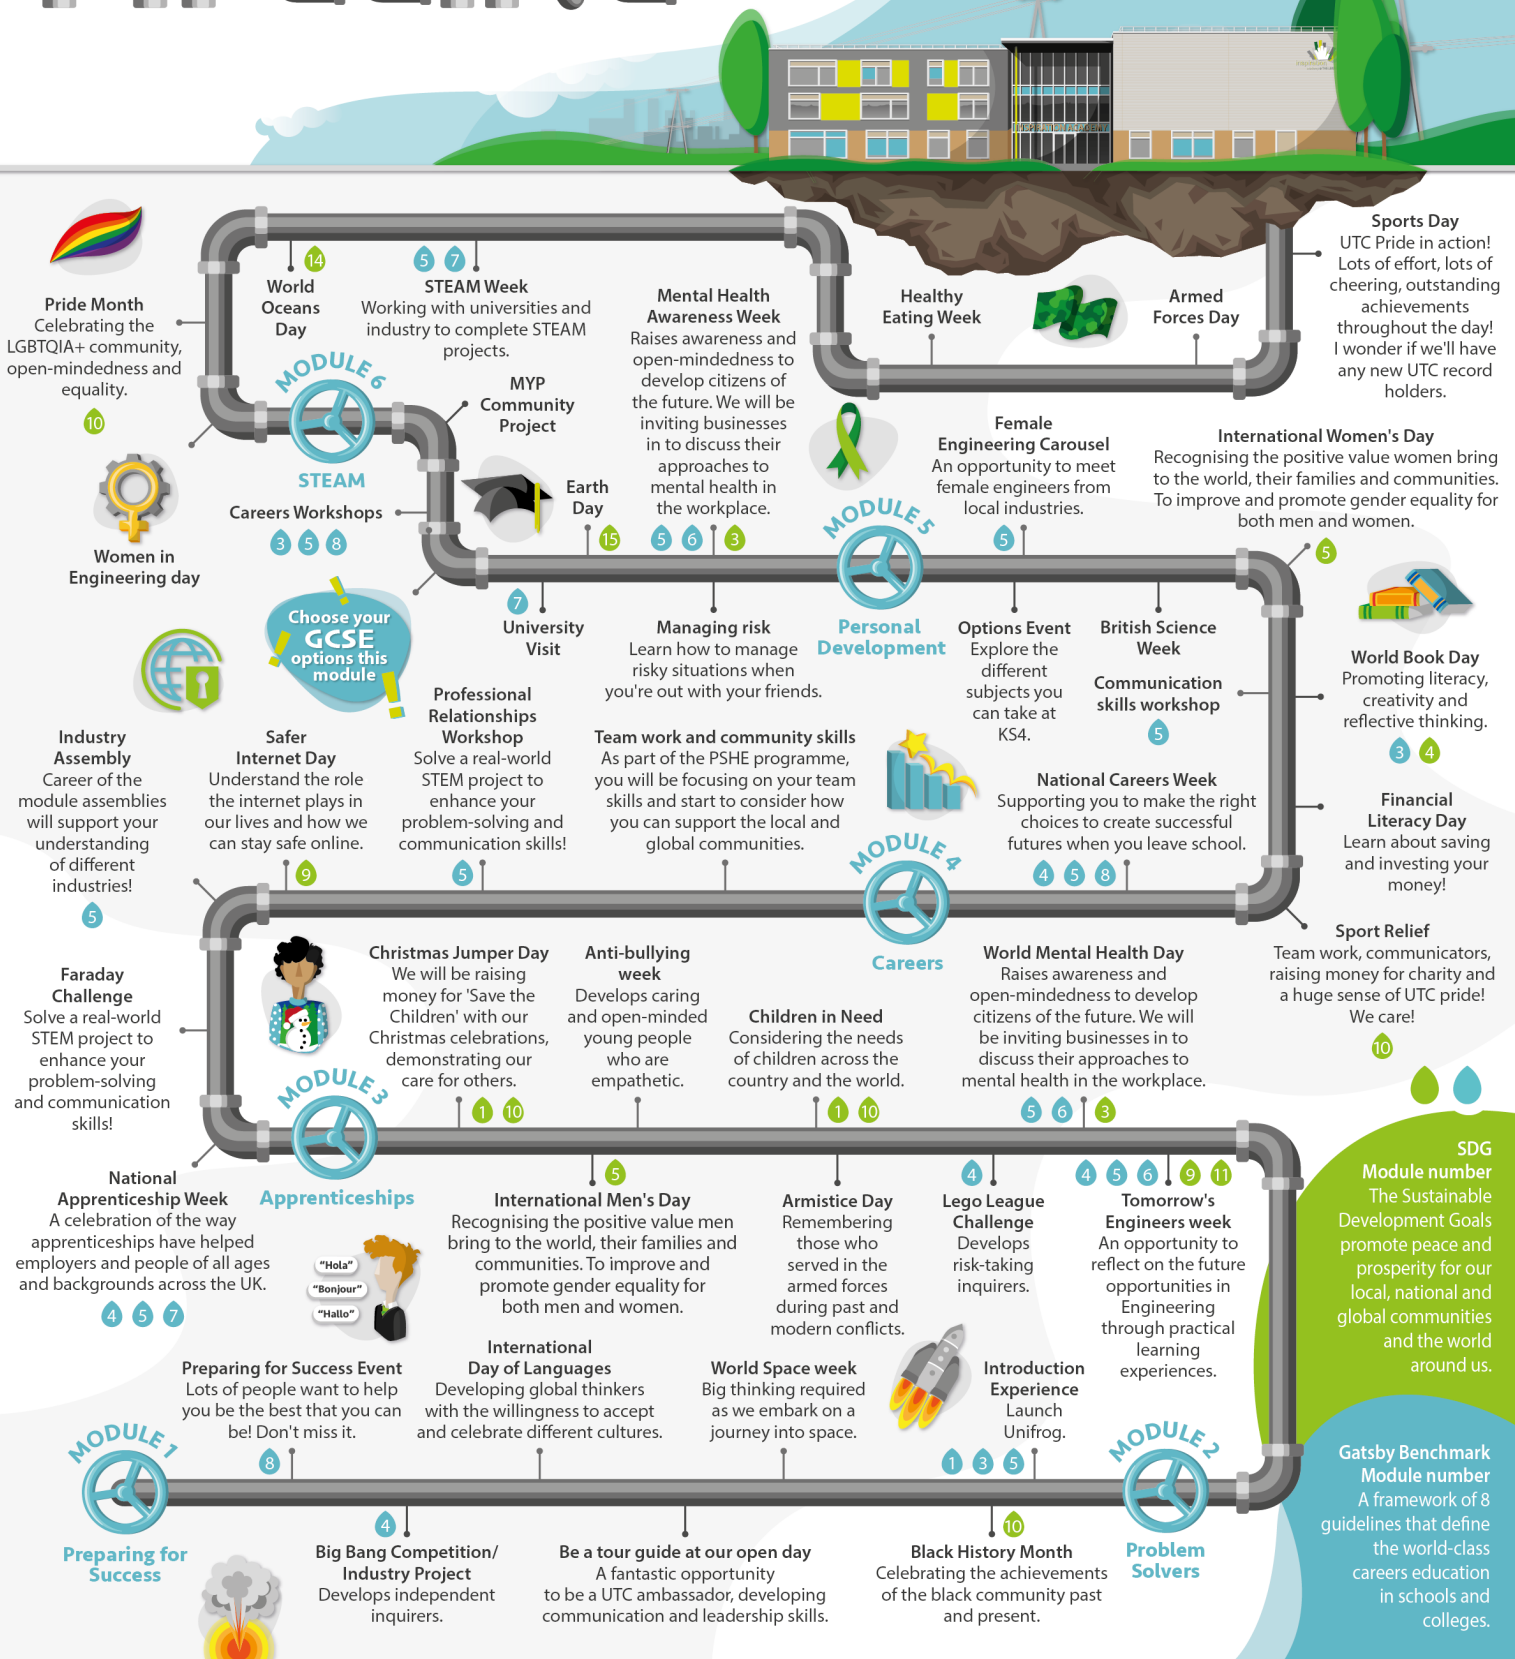 Sports Day
UTC Pride in action!
Lots of effort, lots of
cheering, outstanding
achievements
throughout the day!
I wonder if we'll have
any new UTC record
holders.
Pride Month
Celebrating the
LGBTQIA+ community,
open-mindedness and
equality.
10
14
World
Oceans
Day
5 7
STEAM Week
Working with universities and
industry to complete STEAM
projects.
Mental Health
Awareness Week
Raises awareness and
open-mindedness to
develop citizens of
the future. We will be
inviting businesses
in to discuss their
approaches to
mental health in
the workplace.
5 6 3
Healthy
Eating Week
Armed
Forces Day
MODULE 6
STEAM
MYP
Community
Project
Women in
Engineering day
Careers Workshops
3 5 8
Earth
Day
15
MODULE 5
Personal
Development
Female
Engineering Carousel
An opportunity to meet
female engineers from
local industries.
5
International Women's Day
Recognising the positive value women bring
to the world, their families and communities.
To improve and promote gender equality for
both men and women.
5
Choose your
GCSE
options this
module
7
University
Visit
Managing risk
Learn how to manage
risky situations when
you're out with your friends.
Options Event
Explore the
different
subjects you
can take at
KS4.
British Science
Week
Communication
skills workshop
5
World Book Day
Promoting literacy,
creativity and
reflective thinking.
3 4
Industry
Assembly
Career of the
module assemblies
will support your
understanding
of different
industries!
5
Safer
Internet Day
Understand the role
the internet plays in
our lives and how we
can stay safe online.
9
Professional
Relationships
Workshop
Solve a real-world
STEM project to
enhance your
problem-solving and
communication skills!
5
Team work and community skills
As part of the PSHE programme,
you will be focusing on your team
skills and start to consider how
you can support the local and
global communities.
MODULE 4
Careers
National Careers Week
Supporting you to make the right
choices to create successful
futures when you leave school.
4 5 8
Financial
Literacy Day
Learn about saving
and investing your
money!
Sport Relief
Team work, communicators,
raising money for charity and
a huge sense of UTC pride!
We care!
10
Faraday
Challenge
Solve a real-world
STEM project to
enhance your
problem-solving
and communication
skills!
Christmas Jumper Day
We will be raising
money for 'Save the
Children' with our
Christmas celebrations,
demonstrating our
care for others.
1 10
Anti-bullying
week
Develops caring
and open-minded
young people
who are
empathetic.
Children in Need
Considering the needs
of children across the
country and the world.
1 10
World Mental Health Day
Raises awareness and
open-mindedness to develop
citizens of the future. We will
be inviting businesses in to
discuss their approaches to
mental health in the workplace.
5 6 3
MODULE 3
Apprenticeships
National
Apprenticeship Week
A celebration of the way
apprenticeships have helped
employers and people of all ages
and backgrounds across the UK.
4 5 7
"Hola"
"Bonjour"
"Hallo"
5
International Men's Day
Recognising the positive value men
bring to the world, their families and
communities. To improve and
promote gender equality for
both men and women.
Armistice Day
Remembering
those who
served in the
armed forces
during past and
modern conflicts.
4
Lego League
Challenge
Develops
risk-taking
inquirers.
4 5 6 9 11
Tomorrow's
Engineers week
An opportunity to
reflect on the future
opportunities in
Engineering
through practical
learning
experiences.
SDG
Module number
The Sustainable
Development Goals
promote peace and
prosperity for our
local, national and
global communities
and the world
around us.
Preparing for Success Event
Lots of people want to help
you be the best that you can
be! Don't miss it.
8
International
Day of Languages
Developing global thinkers
with the willingness to accept
and celebrate different cultures.
World Space week
Big thinking required
as we embark on a
journey into space.
Introduction
Experience
Launch
Unifrog.
1 3 5
MODULE 1
Preparing for
Success
MODULE 2
Problem
Solvers
4
Big Bang Competition/
Industry Project
Develops independent
inquirers.
Be a tour guide at our open day
A fantastic opportunity
to be a UTC ambassador, developing
communication and leadership skills.
10
Black History Month
Celebrating the achievements
of the black community past
and present.
Gatsby Benchmark
Module number
A framework of 8
guidelines that define
the world-class
careers education
in schools and
colleges.